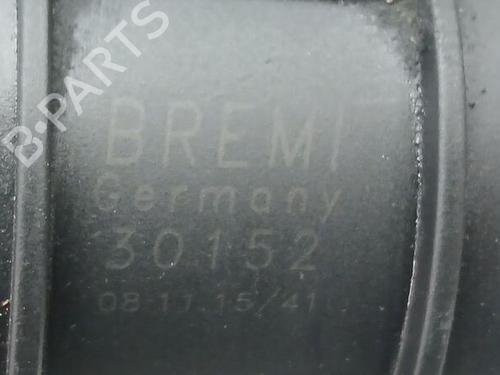 B-PARTS
BREMI
Germany
30152
08 11 15/41